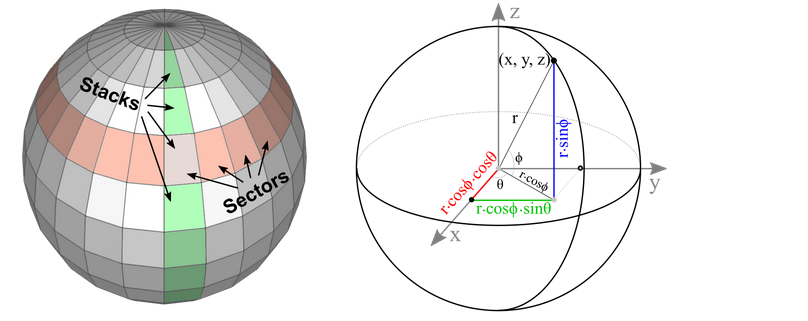 Stacks
Sectors
z
(x, y, z)
r
r·sinϕ
ϕ
r·cosϕ
y
θ
r·cosϕ·cosθ
r·cosϕ·sinθ
x